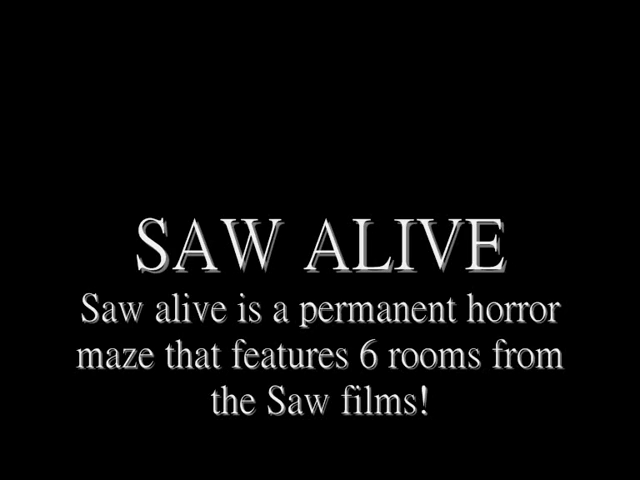 SAW ALIVE
Saw alive is a permanent horror
maze that features 6 rooms from
the Saw films!